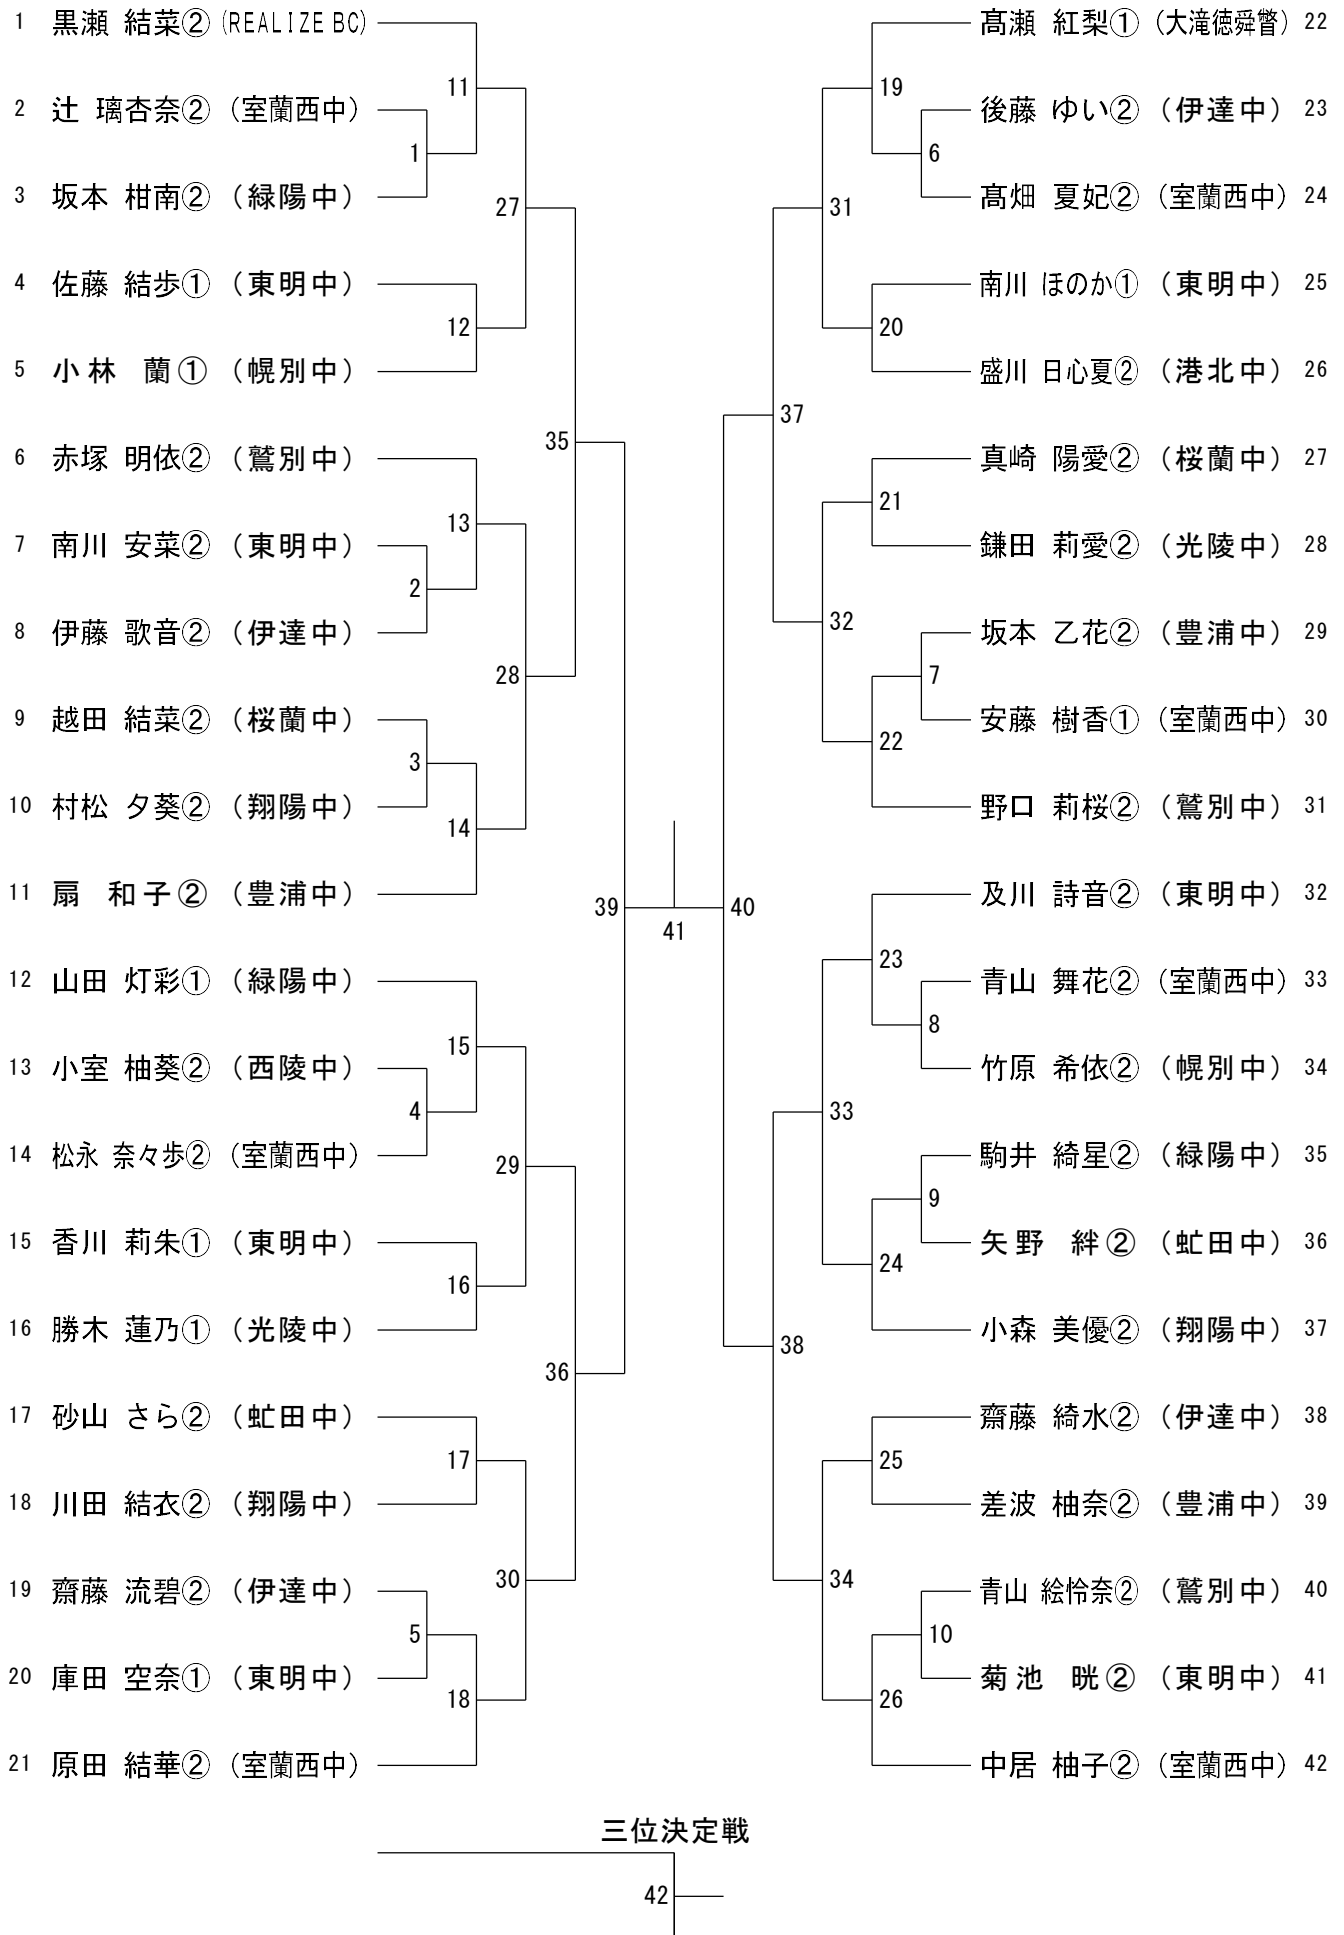 1 黒瀬 結菜② (REALIZE BC)
11
2 辻 璃杏奈② (室蘭西中)
1
3 坂本 柑南② (緑陽中)
27
4 佐藤 結歩① (東明中)
12
5 小林 蘭① (幌別中)
35
6 赤塚 明依② (鷲別中)
13
7 南川 安菜② (東明中)
2
8 伊藤 歌音② (伊達中)
28
9 越田 結菜② (桜蘭中)
3
10 村松 夕葵② (翔陽中)
14
11 扇 和子② (豊浦中)
39
41
12 山田 灯彩① (緑陽中)
15
13 小室 柚葵② (西陵中)
4
14 松永 奈々歩② (室蘭西中)
29
15 香川 莉朱① (東明中)
16
16 勝木 蓮乃① (光陵中)
36
17 砂山 さら② (虻田中)
17
18 川田 結衣② (翔陽中)
30
19 齋藤 流碧② (伊達中)
5
20 庫田 空奈① (東明中)
18
21 原田 結華② (室蘭西中)
髙瀬 紅梨① (大滝徳舜瞥) 22
19
後藤 ゆい② (伊達中) 23
6
髙畑 夏妃② (室蘭西中) 24
31
南川 ほのか① (東明中) 25
20
盛川 日心夏② (港北中) 26
37
真崎 陽愛② (桜蘭中) 27
21
鎌田 莉愛② (光陵中) 28
32
坂本 乙花② (豊浦中) 29
7
安藤 樹香① (室蘭西中) 30
22
野口 莉桜② (鷲別中) 31
40
及川 詩音② (東明中) 32
23
青山 舞花② (室蘭西中) 33
8
竹原 希依② (幌別中) 34
33
駒井 綺星② (緑陽中) 35
9
矢野 絆② (虻田中) 36
24
小森 美優② (翔陽中) 37
38
齋藤 綺水② (伊達中) 38
25
差波 柚奈② (豊浦中) 39
34
青山 絵怜奈② (鷲別中) 40
10
菊池 晄② (東明中) 41
26
中居 柚子② (室蘭西中) 42
三位決定戦
42